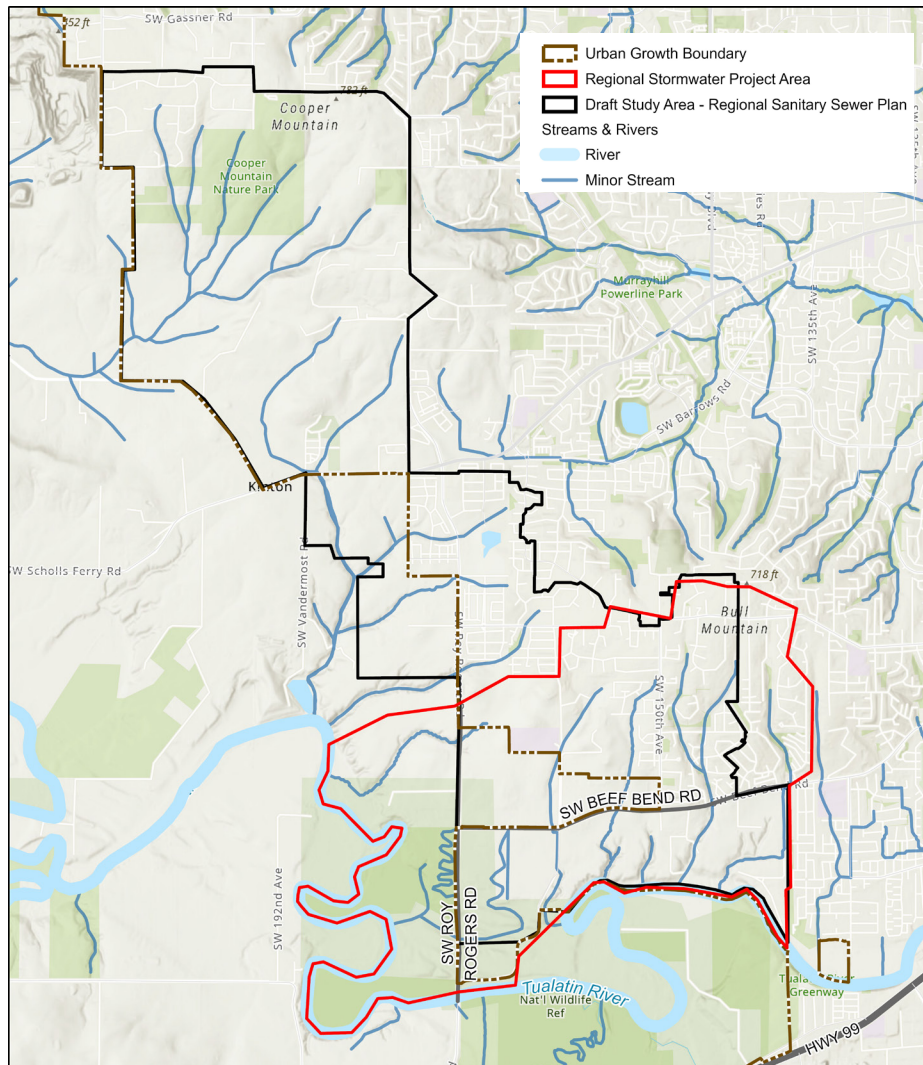 352 ft
SW Gassner Rd
Urban Growth Boundary
Regional Stormwater Project Area
Draft Study Area - Regional Sanitary Sewer Plan
Streams & Rivers
River
Minor Stream
782 ft
Cooper
Mountain
Cooper
Mountain
Nature Park
Murrayhill
Powerline Park
SW 135th Ave
SW Barrows Rd
SW Scholls Ferry Rd
SW Vandermost Rd
718 ft
Bull
Mountain
SW 150th Ave
SW BEEF BEND RD
SW 192nd Ave
SW ROY
ROGERS RD
Tualatin River
Nat'l Wildlife
Ref
Greenway
HWY 99